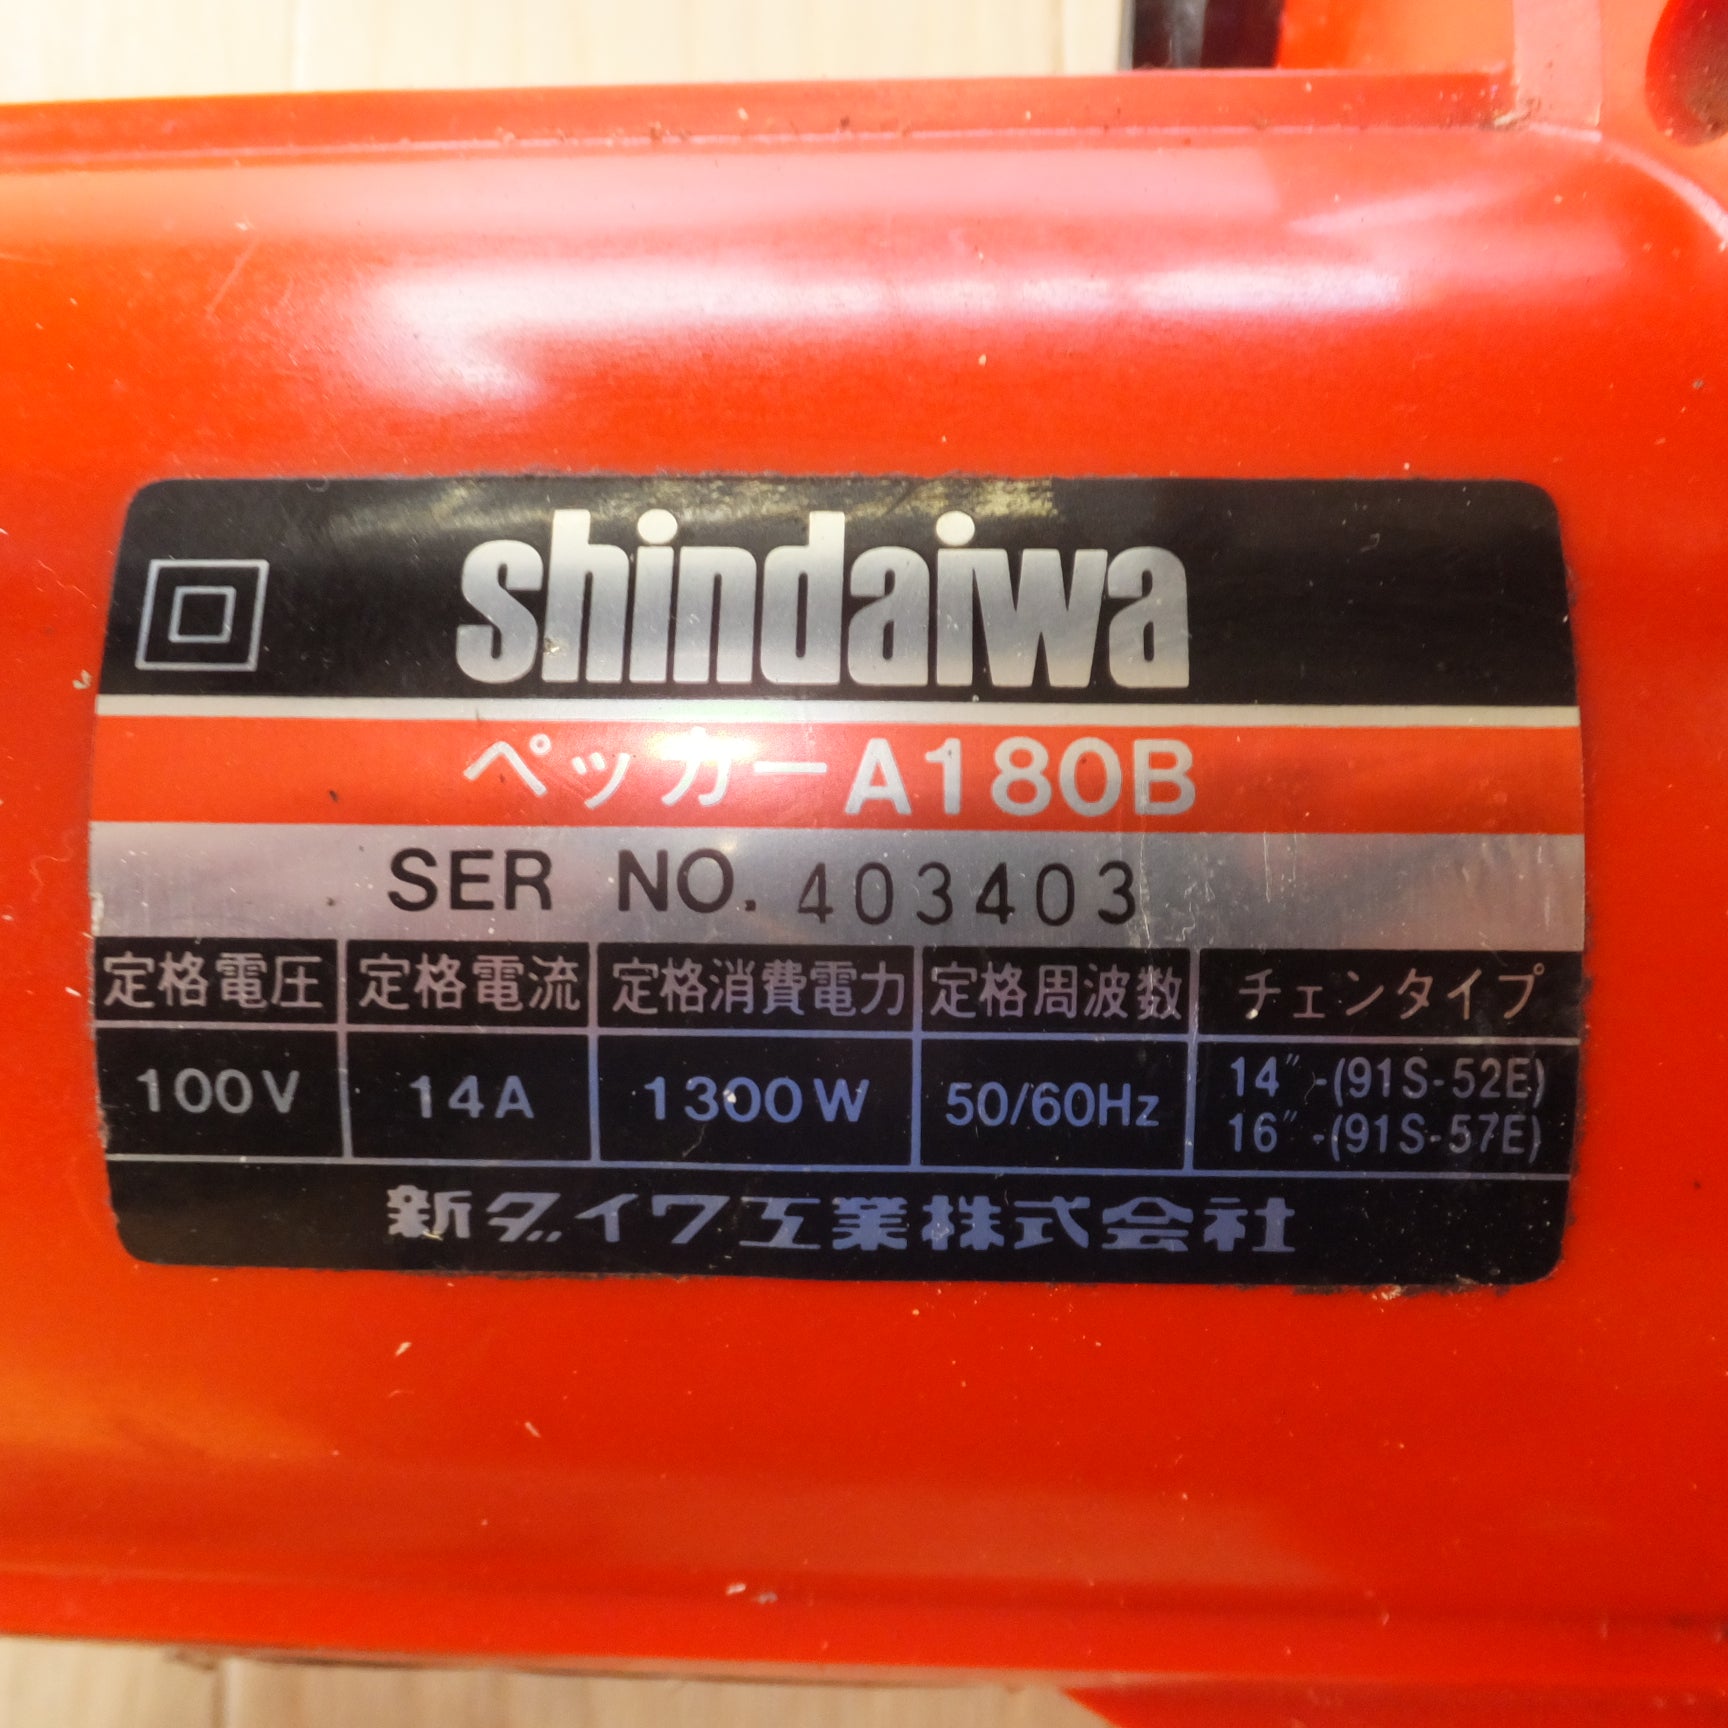 shindaiwa
ペッカーA180B
SER NO. 403403
定格電圧 定格電流 定格消費電力 定格周波数 チェンタイプ
100V 14A 1300W 50/60Hz 14″-(91S-52E)
16″-(91S-57E)
新ダイワ工業株式会社